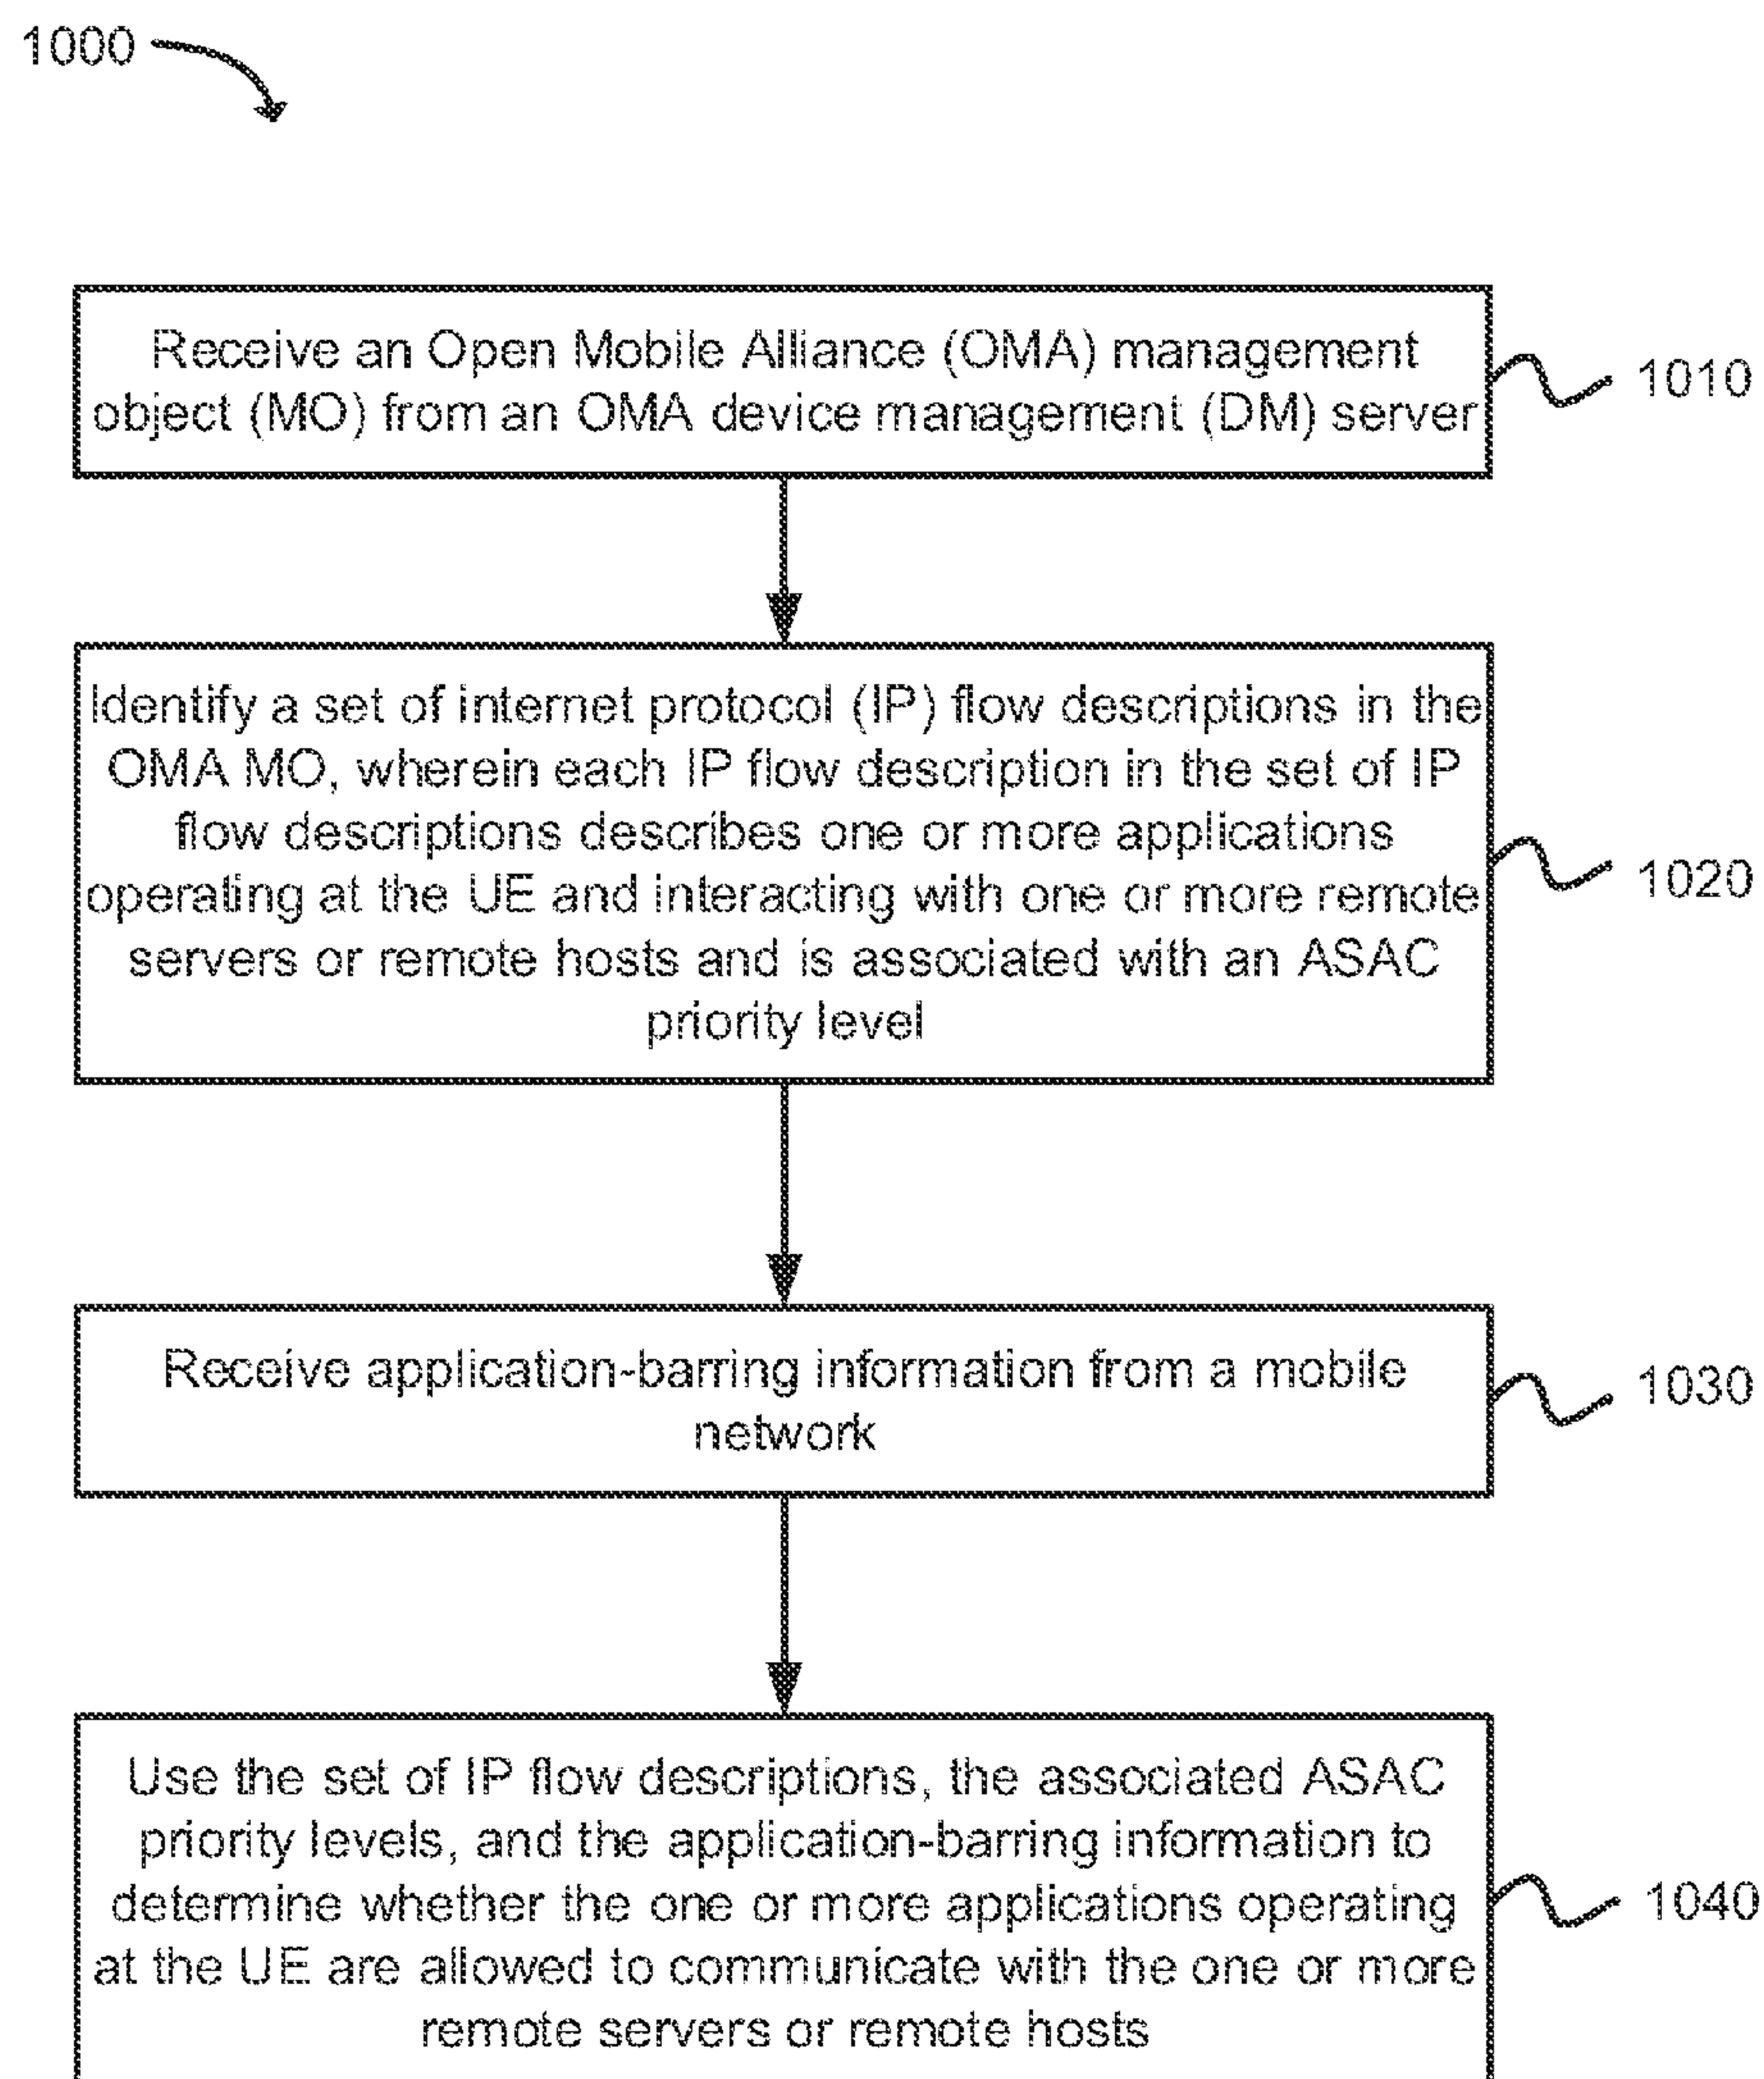 1000
Receive an Open Mobile Alliance (OMA) management
object (MO) from an OMA device management (DM) server
1010
Identify a set of internet protocol (IP) flow descriptions in the
OMA MO, wherein each IP flow description in the set of IP
flow descriptions describes one or more applications
operating at the UE and interacting with one or more remote
servers or remote hosts and is associated with an ASAC
priority level
1020
Receive application-barring information from a mobile
network
1030
Use the set of IP flow descriptions, the associated ASAC
priority levels, and the application-barring information to
determine whether the one or more applications operating
at the UE are allowed to communicate with the one or more
remote servers or remote hosts
1040